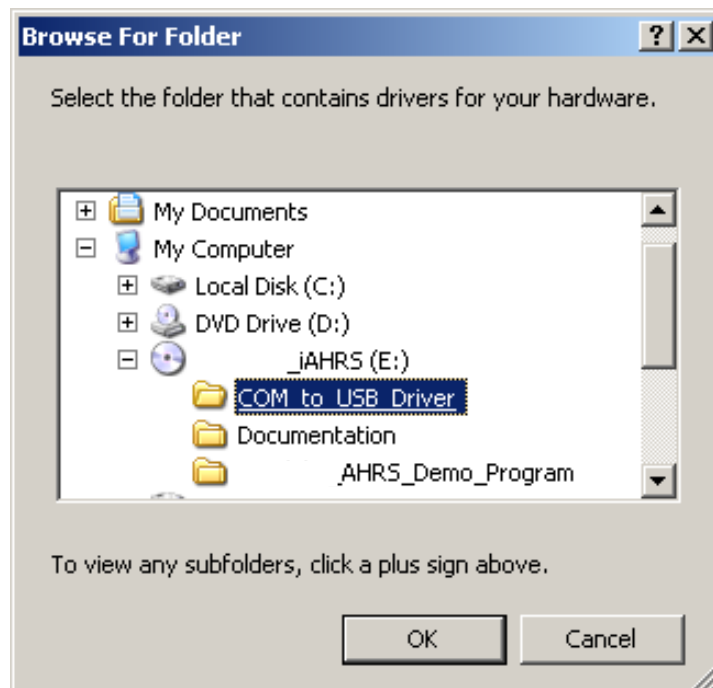 Browse For Folder
Select the folder that contains drivers for your hardware.
My Documents
My Computer
Local Disk (C:)
DVD Drive (D:)
_iAHRS (E:)
COM_to_USB_Driver
Documentation
_AHRS_Demo_Program
To view any subfolders, click a plus sign above.
OK Cancel